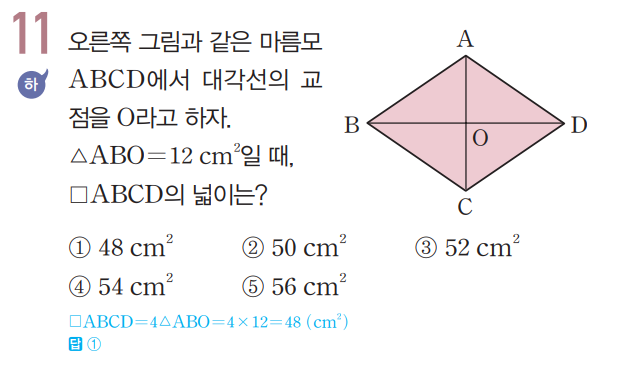 11
하
오른쪽 그림과 같은 마름모
ABCD에서 대각선의 교
점을 O라고 하자.
△ABO=12 cm²일 때,
□ABCD의 넓이는?
A
B
O
D
C
① 48 cm² ② 50 cm² ③ 52 cm²
④ 54 cm² ⑤ 56 cm²
□ABCD=4△ABO=4×12=48 (cm²)
답 ①